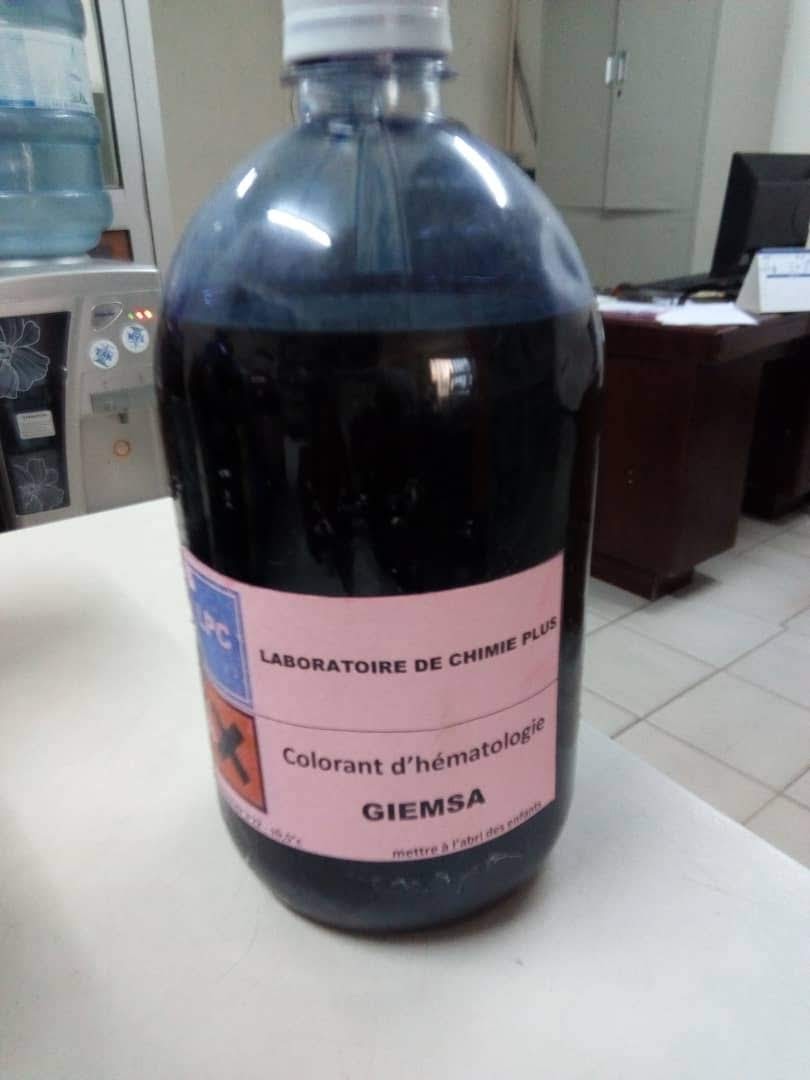 LPC
LABORATOIRE DE CHIMIE PLUS
Colorant d'hématologie
GIEMSA
mettre à l'abri des enfants